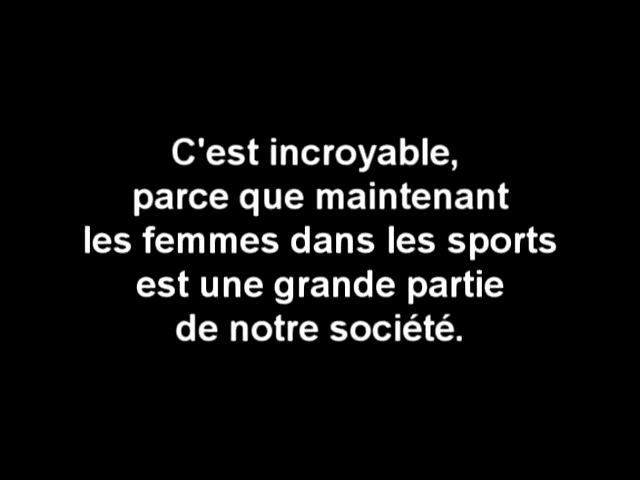 C'est incroyable,
parce que maintenant
les femmes dans les sports
est une grande partie
de notre société.